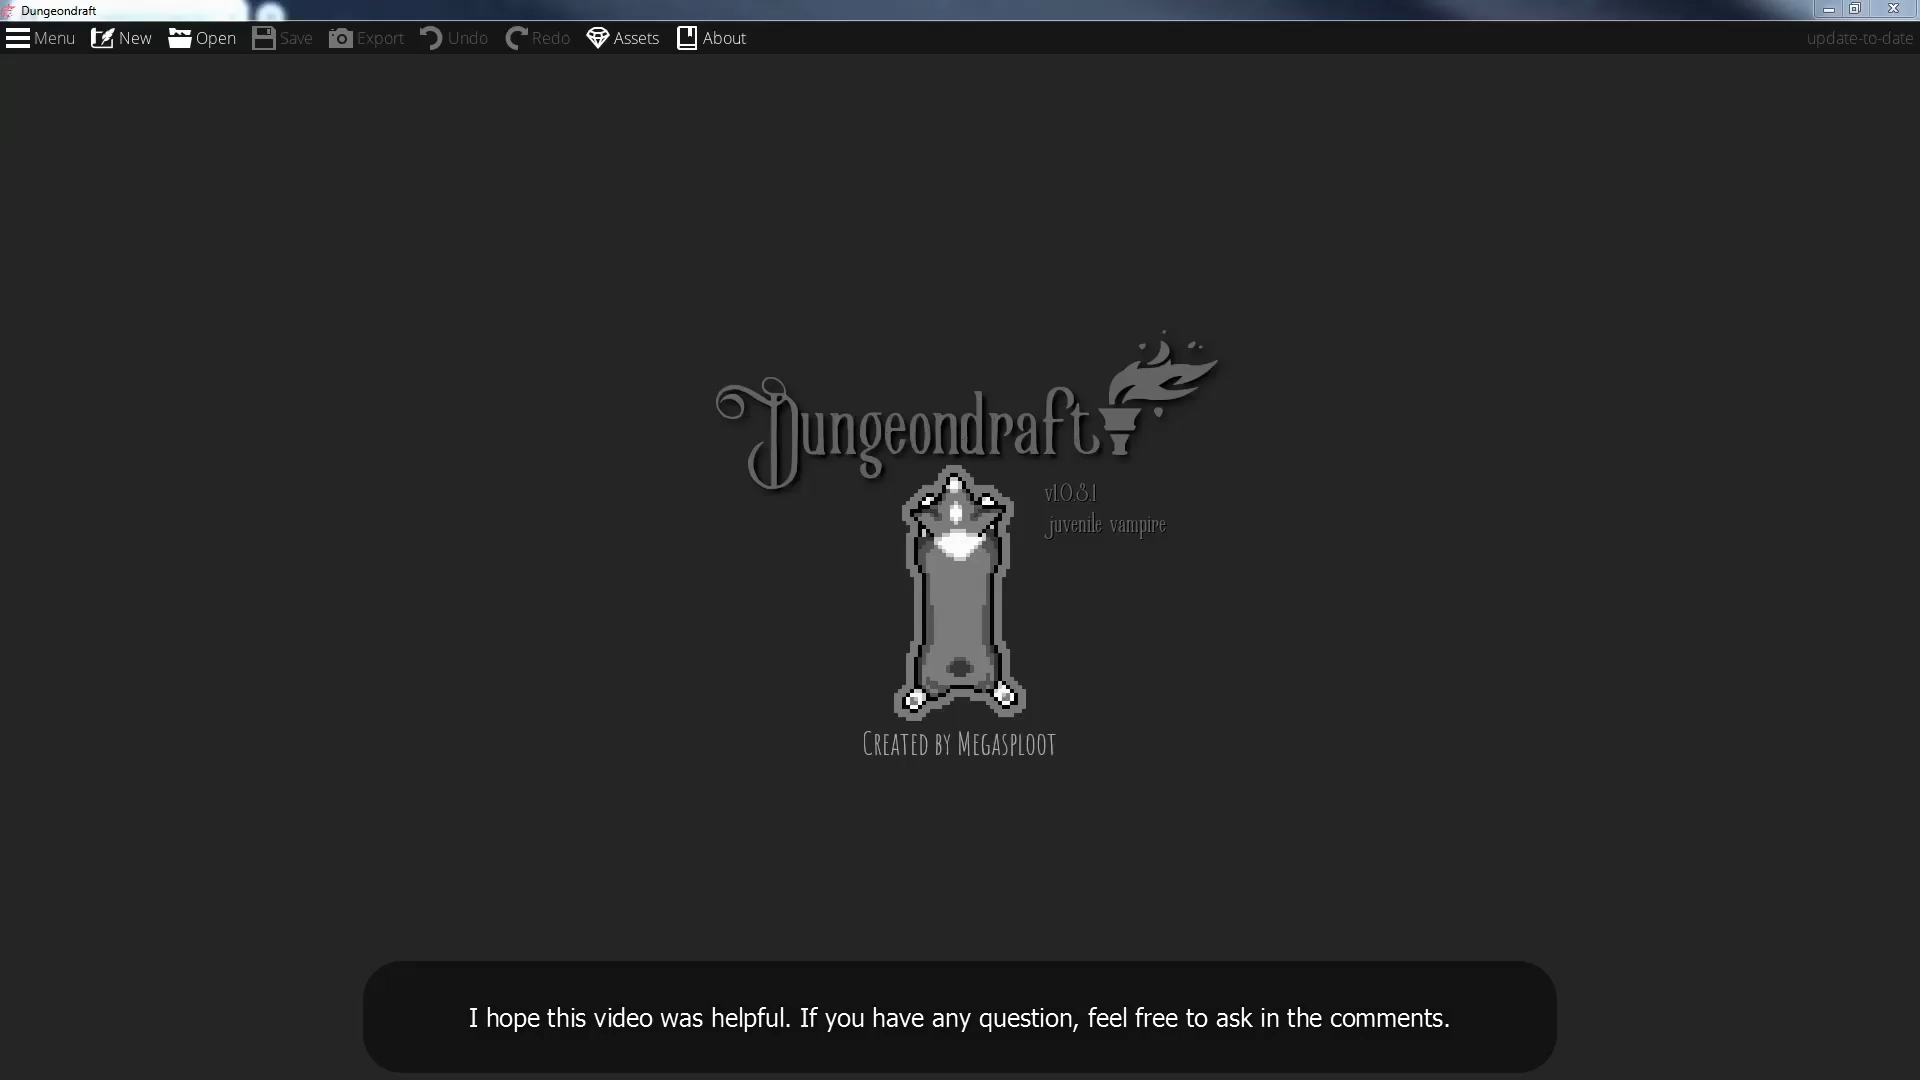 Dungeondraft
Menu New Open Save Export Undo Redo Assets About update-to-date
Dungeondraft
v1.0.3.1
juvenile vampire
Created by Megasploot
I hope this video was helpful. If you have any question, feel free to ask in the comments.